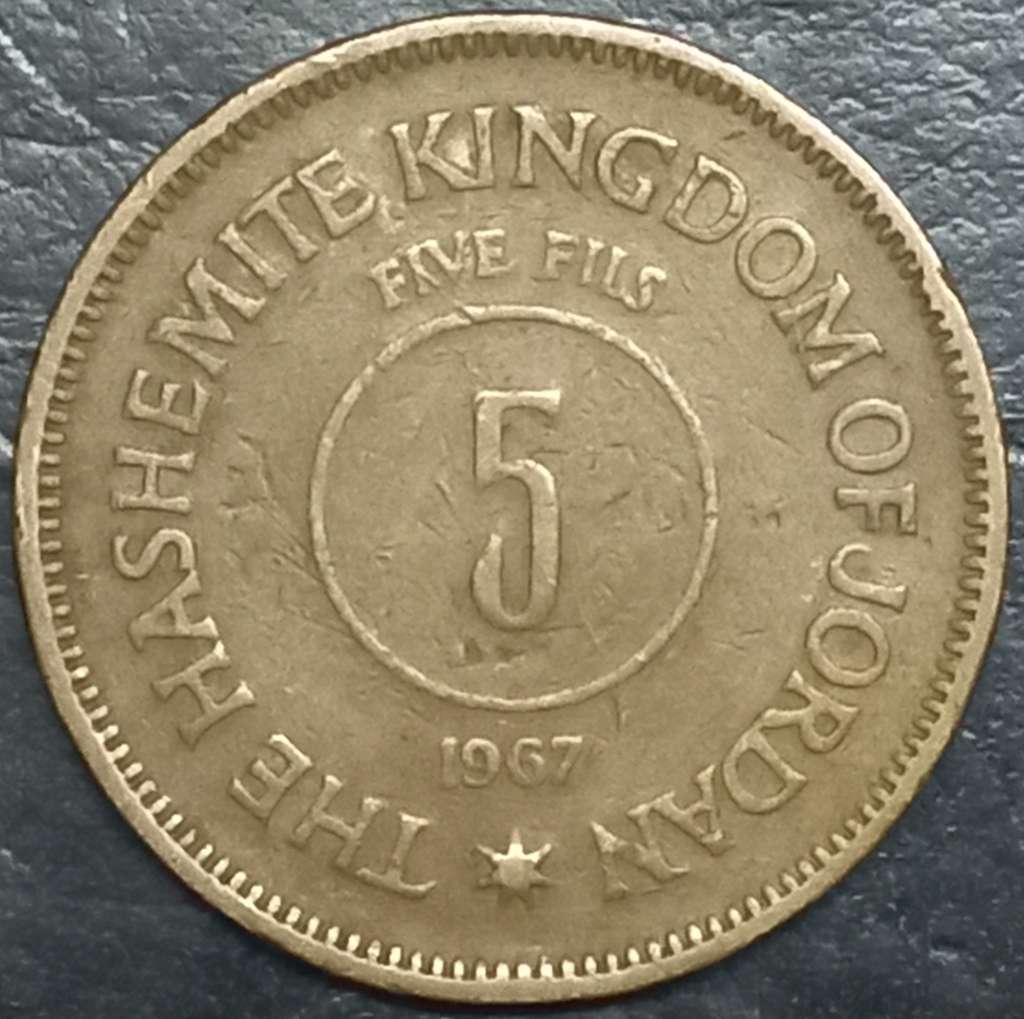 THE HASHEMITE KINGDOM OF JORDAN
FIVE FILS
5
1967